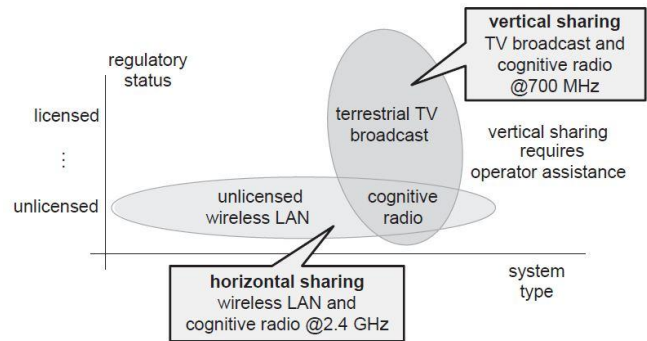 vertical sharing
TV broadcast and
cognitive radio
@700 MHz
regulatory
status
licensed
⋮
unlicensed
terrestrial TV
broadcast
vertical sharing
requires
operator assistance
unlicensed
wireless LAN
cognitive
radio
horizontal sharing
wireless LAN and
cognitive radio @2.4 GHz
system
type